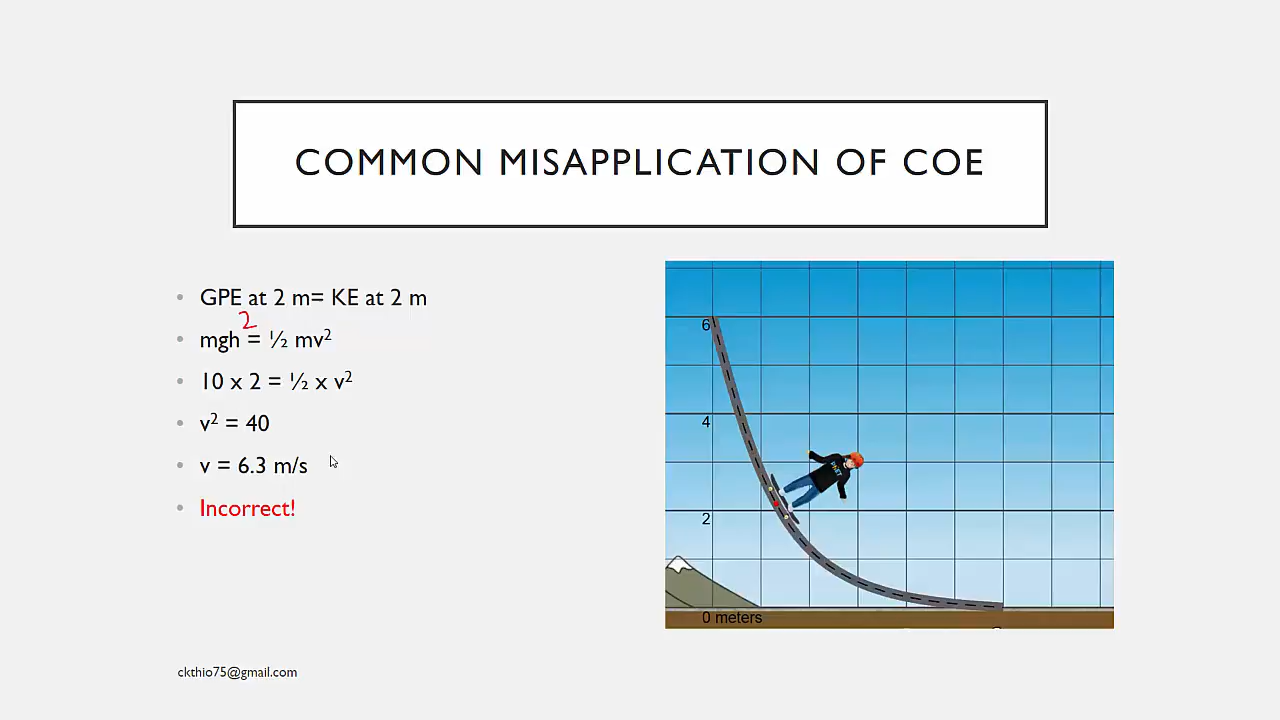 COMMON MISAPPLICATION OF COE
• GPE at 2 m= KE at 2 m
2
• mgh = ½ mv²
• 10 x 2 = ½ x v²
• v² = 40
• v = 6.3 m/s
• Incorrect!
6
4
2
0 meters
ckthio75@gmail.com